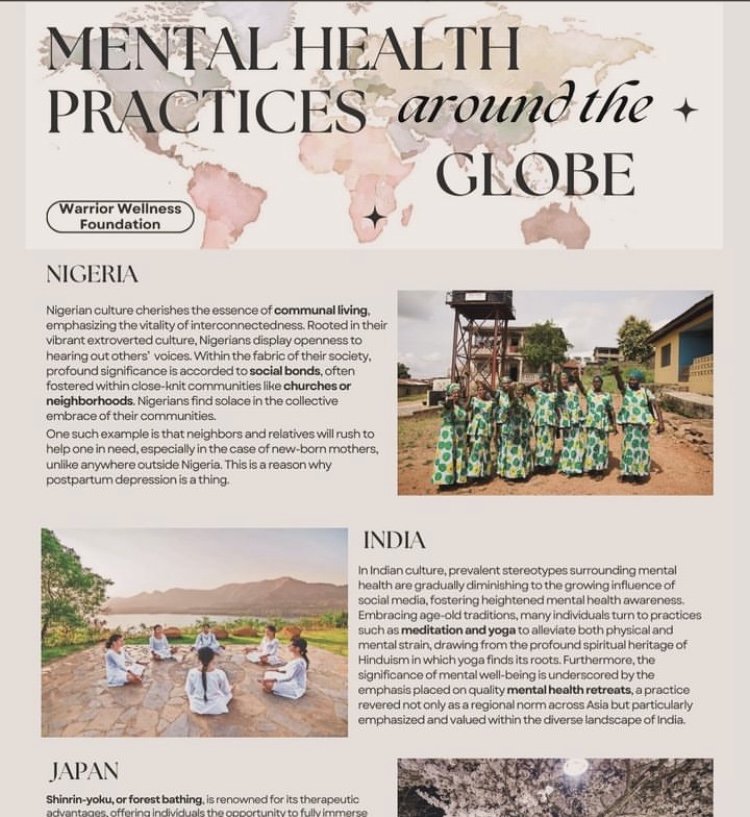 MENTAL HEALTH
PRACTICES around the
GLOBE
Warrior Wellness
Foundation
NIGERIA
Nigerian culture cherishes the essence of communal living,
emphasizing the vitality of interconnectedness. Rooted in their
vibrant extroverted culture, Nigerians display openness to
hearing out others' voices. Within the fabric of their society,
profound significance is accorded to social bonds, often
fostered within close-knit communities like churches or
neighborhoods. Nigerians find solace in the collective
embrace of their communities.
One such example is that neighbors and relatives will rush to
help one in need, especially in the case of new-born mothers,
unlike anywhere outside Nigeria. This is a reason why
postpartum depression is a thing.
INDIA
In Indian culture, prevalent stereotypes surrounding mental
health are gradually diminishing to the growing influence of
social media, fostering heightened mental health awareness.
Embracing age-old traditions, many individuals turn to practices
such as meditation and yoga to alleviate both physical and
mental strain, drawing from the profound spiritual heritage of
Hinduism in which yoga finds its roots. Furthermore, the
significance of mental well-being is underscored by the
emphasis placed on quality mental health retreats, a practice
revered not only as a regional norm across Asia but particularly
emphasized and valued within the diverse landscape of India.
JAPAN
Shinrin-yoku, or forest bathing, is renowned for its therapeutic
advantages, offering individuals the opportunity to fully immerse